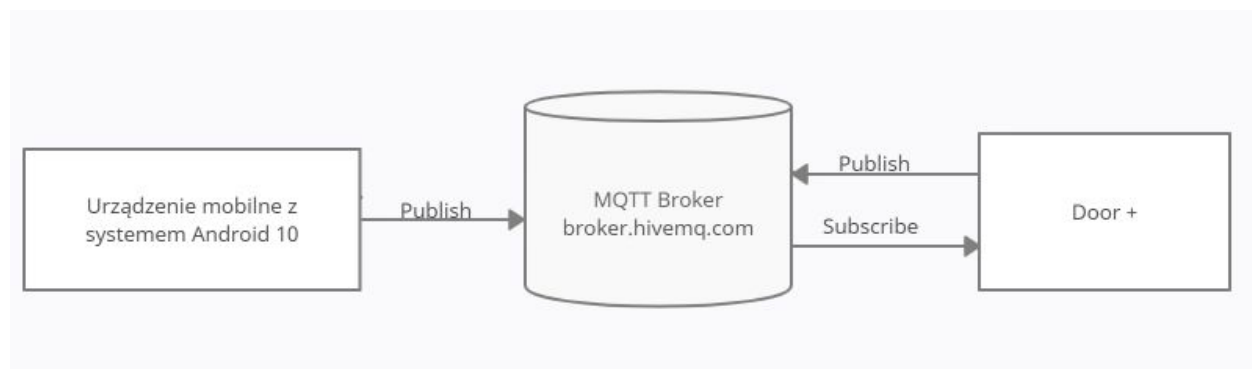 Urządzenie mobilne z
systemem Android 10
Publish
MQTT Broker
broker.hivemq.com
Publish
Subscribe
Door +